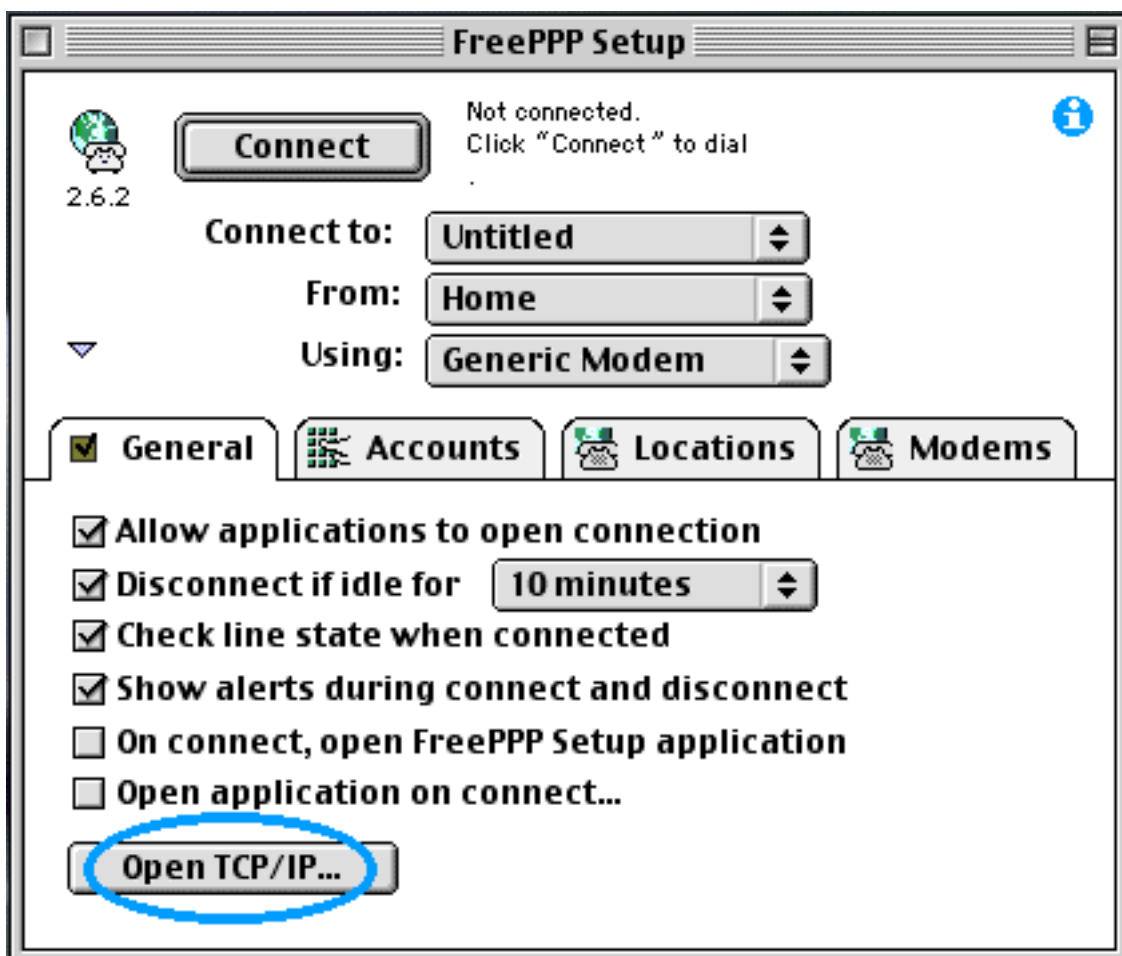 FreePPP Setup
Not connected.
Connect
Click "Connect" to dial
.
2.6.2
Connect to: Untitled
From: Home
Using: Generic Modem
General Accounts Locations Modems
Allow applications to open connection
Disconnect if idle for 10 minutes
Check line state when connected
Show alerts during connect and disconnect
On connect, open FreePPP Setup application
Open application on connect...
Open TCP/IP...